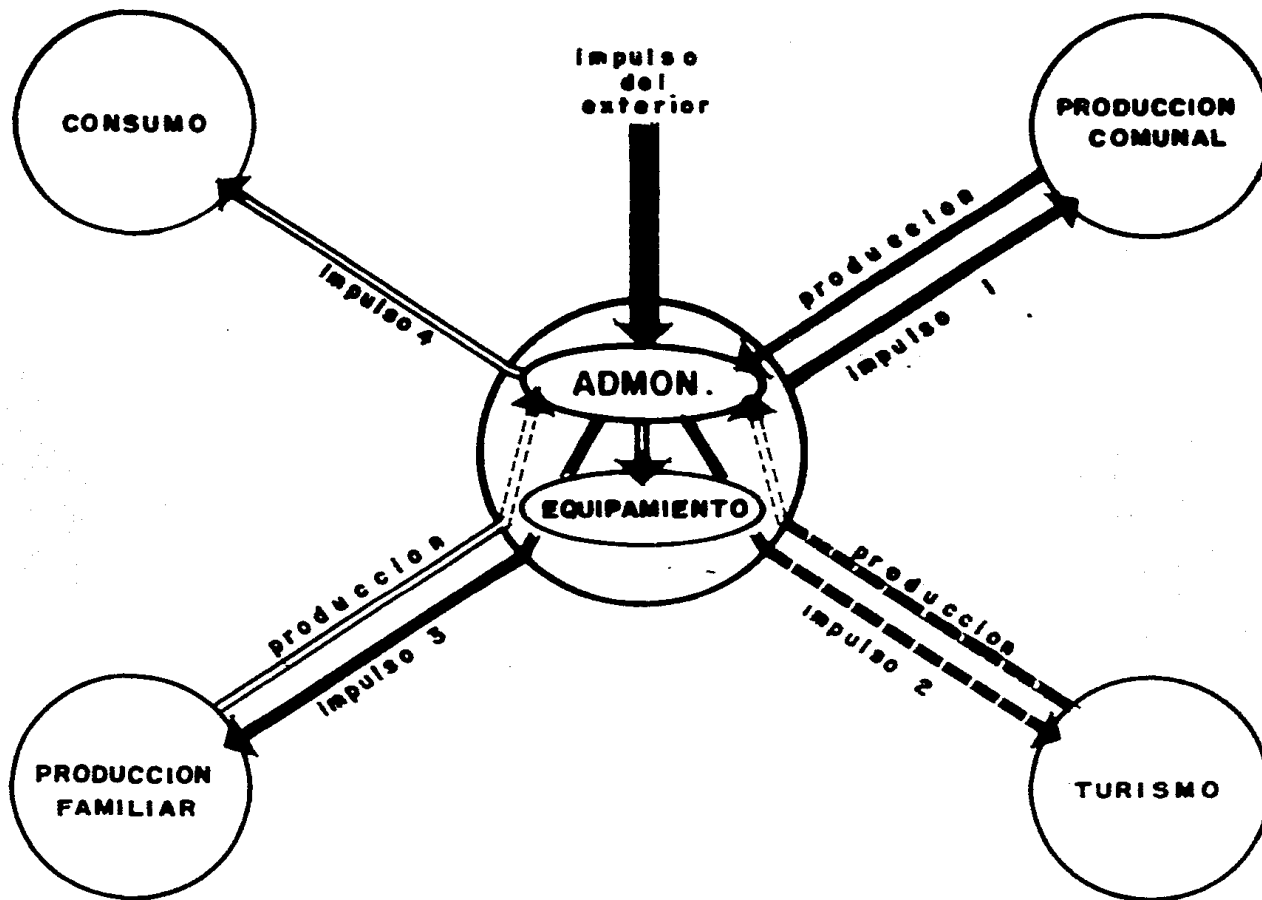 impulso
del
exterior
CONSUMO
PRODUCCION
COMUNAL
produccion
impulso 1
impulso 4
ADMON.
EQUIPAMIENTO
produccion
impulso 3
produccion
impulso 2
PRODUCCION
FAMILIAR
TURISMO